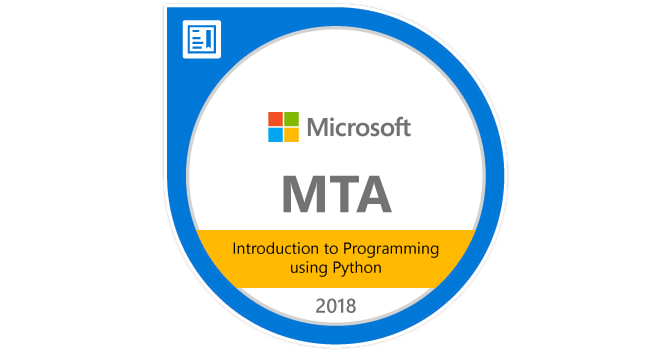 Microsoft
MTA
Introduction to Programming
using Python
2018